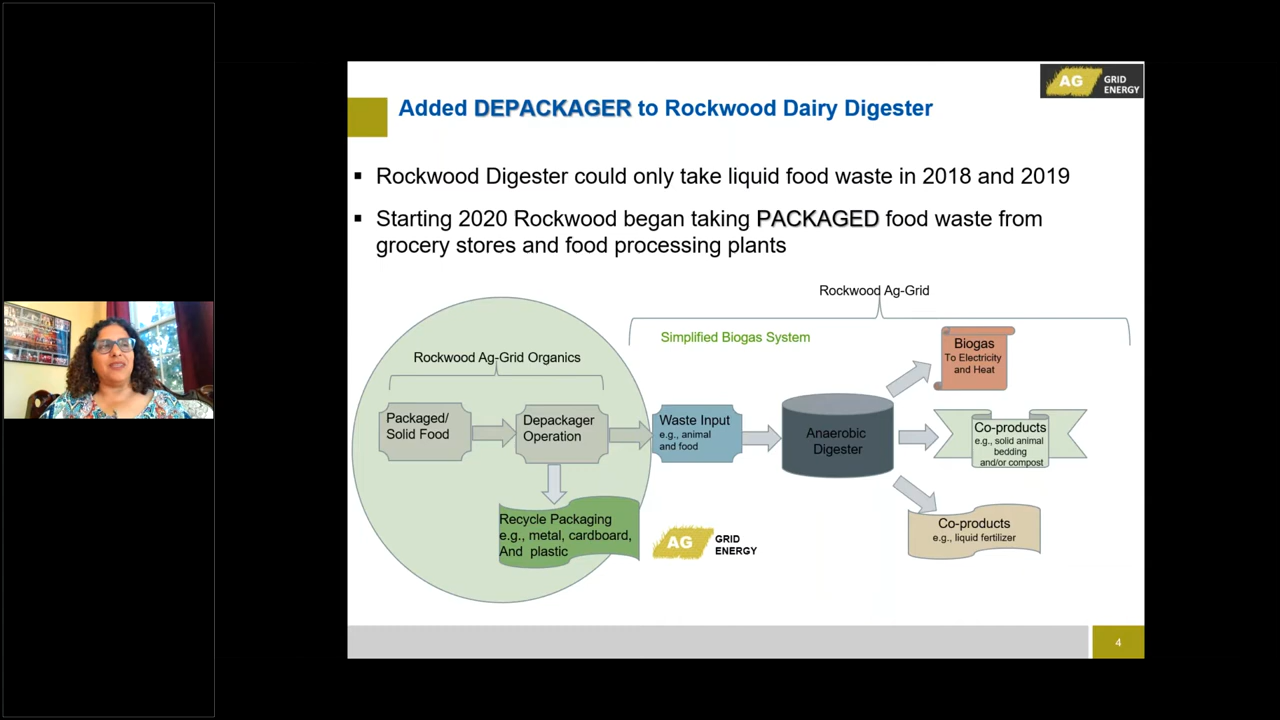 AG GRID
ENERGY
Added DEPACKAGER to Rockwood Dairy Digester
▪ Rockwood Digester could only take liquid food waste in 2018 and 2019
▪ Starting 2020 Rockwood began taking PACKAGED food waste from
grocery stores and food processing plants
Rockwood Ag-Grid
Simplified Biogas System
Rockwood Ag-Grid Organics
Packaged/
Solid Food
Depackager
Operation
Recycle Packaging
e.g., metal, cardboard,
And plastic
Waste Input
e.g., animal
and food
Anaerobic
Digester
Biogas
To Electricity
and Heat
Co-products
e.g., solid animal
bedding
and/or compost
Co-products
e.g., liquid fertilizer
AG GRID
ENERGY
4